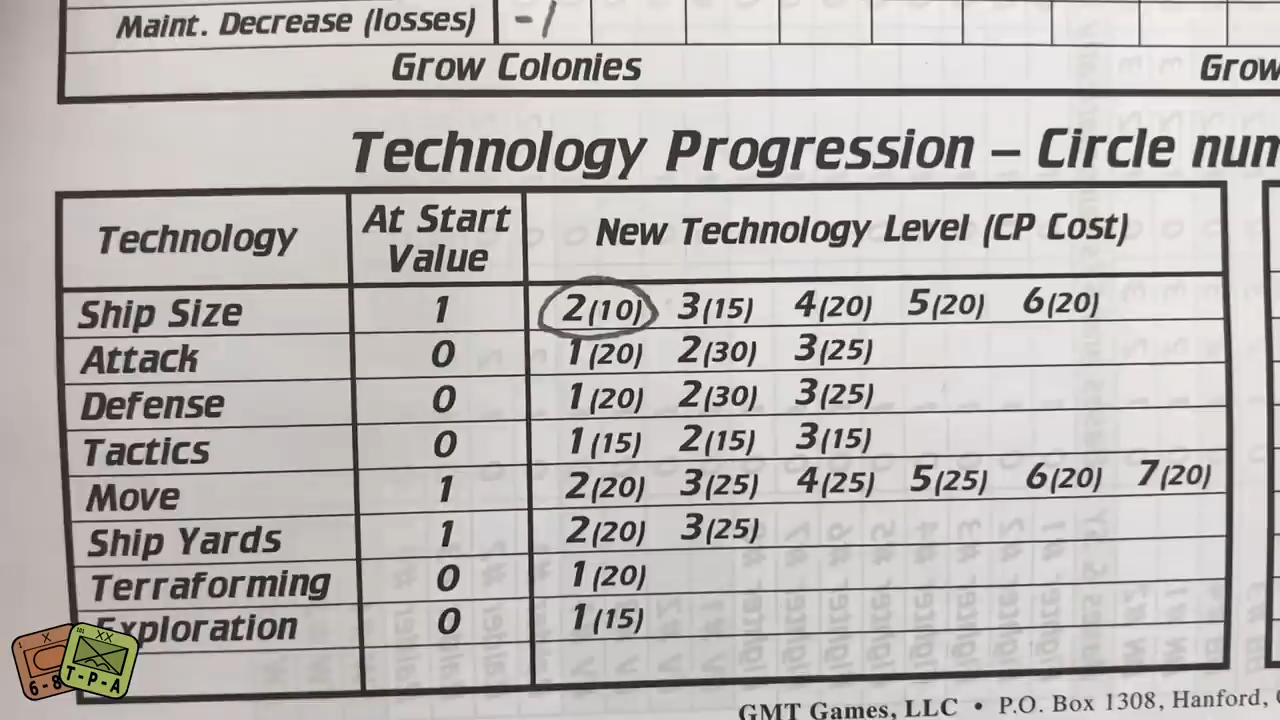 Maint. Decrease (losses) -1
Grow Colonies Grow
Technology Progression – Circle num
Technology At Start Value New Technology Level (CP Cost)
Ship Size 1 2(10) 3(15) 4(20) 5(20) 6(20)
Attack 0 1(20) 2(30) 3(25)
Defense 0 1(20) 2(30) 3(25)
Tactics 0 1(15) 2(15) 3(15)
Move 1 2(20) 3(25) 4(25) 5(25) 6(20) 7(20)
Ship Yards 1 2(20) 3(25)
Terraforming 0 1(20)
Exploration 0 1(15)
GMT Games, LLC • P.O. Box 1308, Hanford,
X
6-8
XX
T-P-A